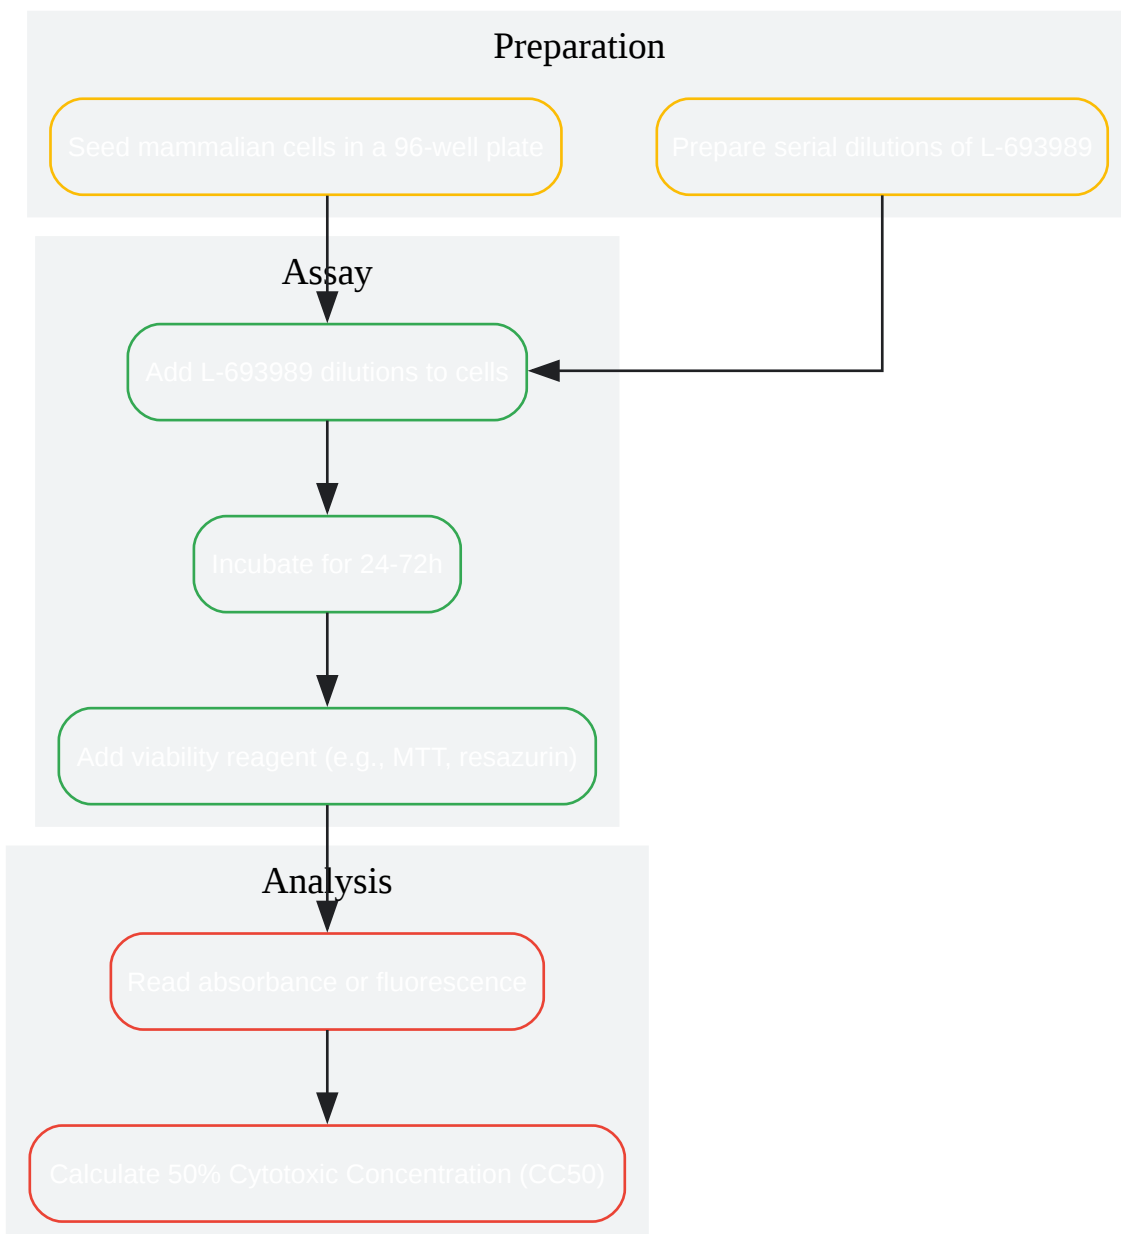 Preparation
Seed mammalian cells in a 96-well plate
Prepare serial dilutions of L-693989
Assay
Add L-693989 dilutions to cells
Incubate for 24-72h
Add viability reagent (e.g., MTT, resazurin)
Analysis
Read absorbance or fluorescence
Calculate 50% Cytotoxic Concentration (CC50)